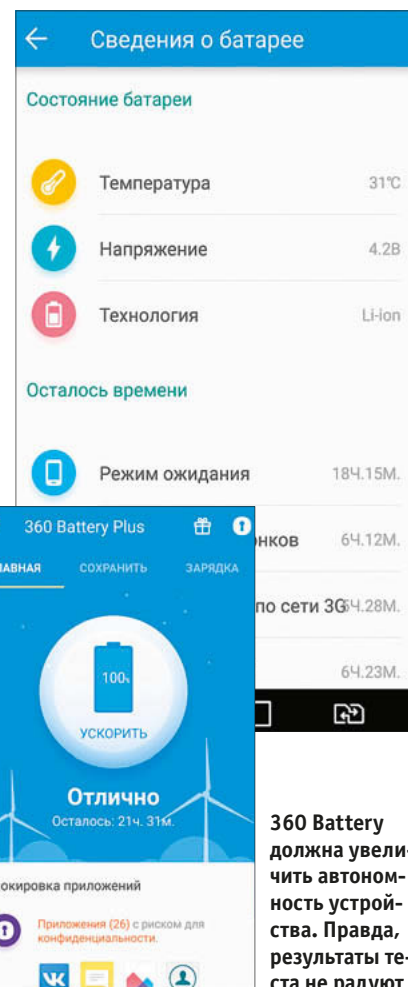 Сведения о батарее
Состояние батареи
Температура 31°C
Напряжение 4.2В
Технология Li-ion
Осталось времени
Режим ожидания 18Ч.15М.
нков 6Ч.12М.
по сети 3G Ч.28М.
6Ч.23М.
360 Battery Plus
ЛАВНАЯ СОХРАНИТЬ ЗАРЯДКА
100%
УСКОРИТЬ
Отлично
Осталось: 21ч. 31м.
окировка приложений
Приложения (26) с риском для
конфиденциальности.
360 Battery
должна увели-
чить автоном-
ность устрой-
ства. Правда,
результаты те-
ста не радуют